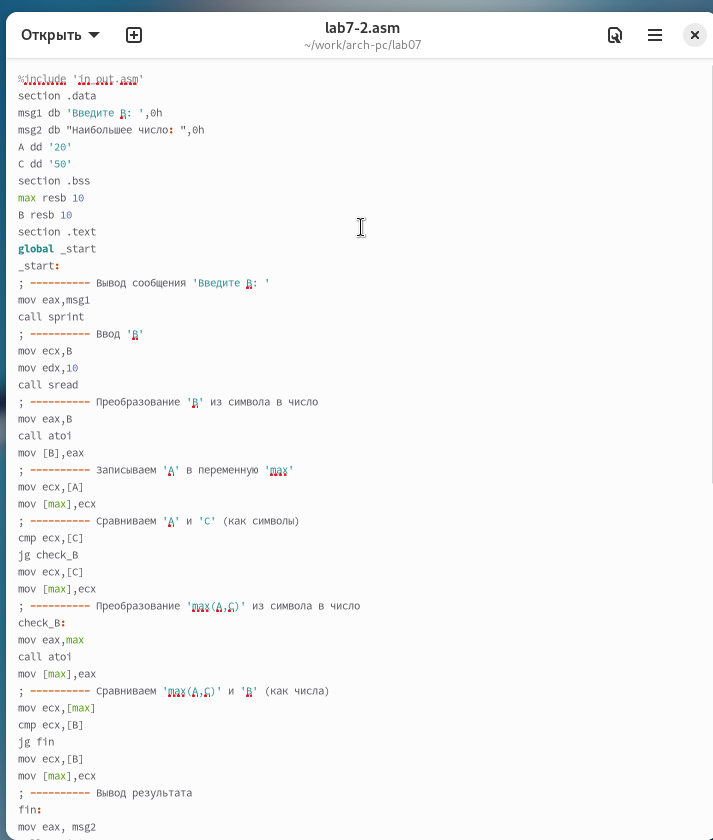 Открыть
lab7-2.asm
~/work/arch-pc/lab07
%include 'in_out.asm'
section .data
msg1 db 'Введите B: ',0h
msg2 db "Наибольшее число: ",0h
A dd '20'
C dd '50'
section .bss
max resb 10
B resb 10
section .text
global _start
_start:
; ---------- Вывод сообщения 'Введите B: '
mov eax,msg1
call sprint
; ---------- Ввод 'B'
mov ecx,B
mov edx,10
call sread
; ---------- Преобразование 'B' из символа в число
mov eax,B
call atoi
mov [B],eax
; ---------- Записываем 'A' в переменную 'max'
mov ecx,[A]
mov [max],ecx
; ---------- Сравниваем 'A' и 'C' (как символы)
cmp ecx,[C]
jg check_B
mov ecx,[C]
mov [max],ecx
; ---------- Преобразование 'max(A,C)' из символа в число
check_B:
mov eax,max
call atoi
mov [max],eax
; ---------- Сравниваем 'max(A,C)' и 'B' (как числа)
mov ecx,[max]
cmp ecx,[B]
jg fin
mov ecx,[B]
mov [max],ecx
; ---------- Вывод результата
fin:
mov eax, msg2